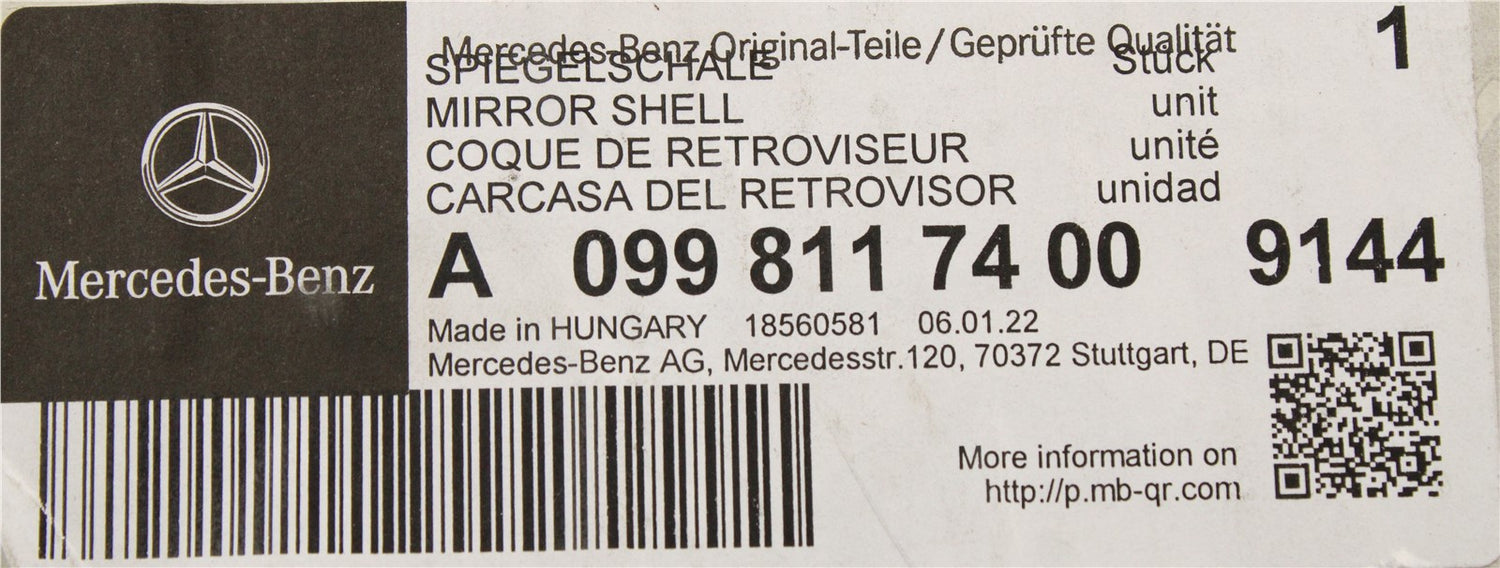 Mercedes-Benz Original-Teile/Geprüfte Qualität
SPIEGELSCHALE Stück 1
MIRROR SHELL unit
COQUE DE RETROVISEUR unité
CARCASA DEL RETROVISOR unidad
Mercedes-Benz
A 099 811 74 00 9144
Made in HUNGARY 18560581 06.01.22
Mercedes-Benz AG, Mercedesstr.120, 70372 Stuttgart, DE
More information on
http://p.mb-qr.com